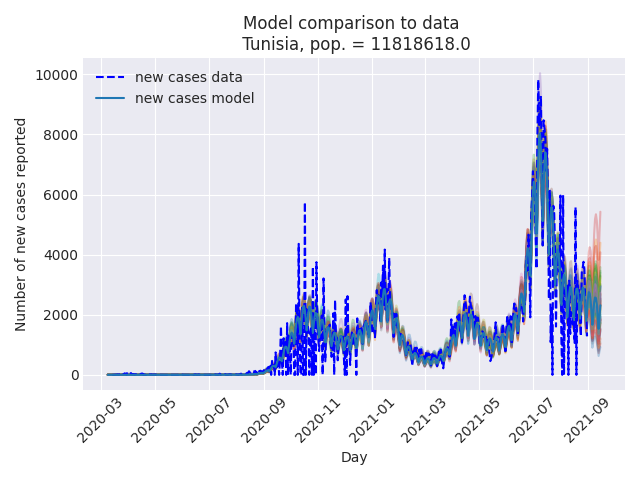 Model comparison to data
Tunisia, pop. = 11818618.0
new cases data
new cases model
Number of new cases reported
10000
8000
6000
4000
2000
0
2020-03
2020-05
2020-07
2020-09
2020-11
2021-01
2021-03
2021-05
2021-07
2021-09
Day